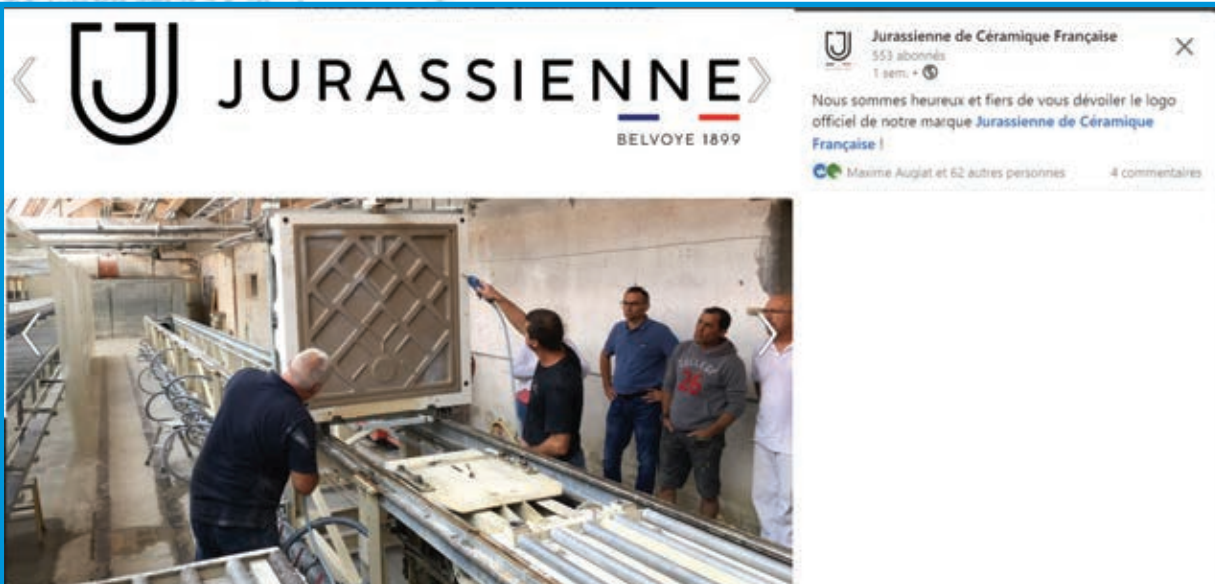 JURASSIENNE
BELVOYE 1899
Jurassienne de Céramique Française
553 abonnés
1 sem. •
Nous sommes heureux et fiers de vous dévoiler le logo
officiel de notre marque Jurassienne de Céramique
Française !
Maxime Augiat et 62 autres personnes 4 commentaires
COLLEGE